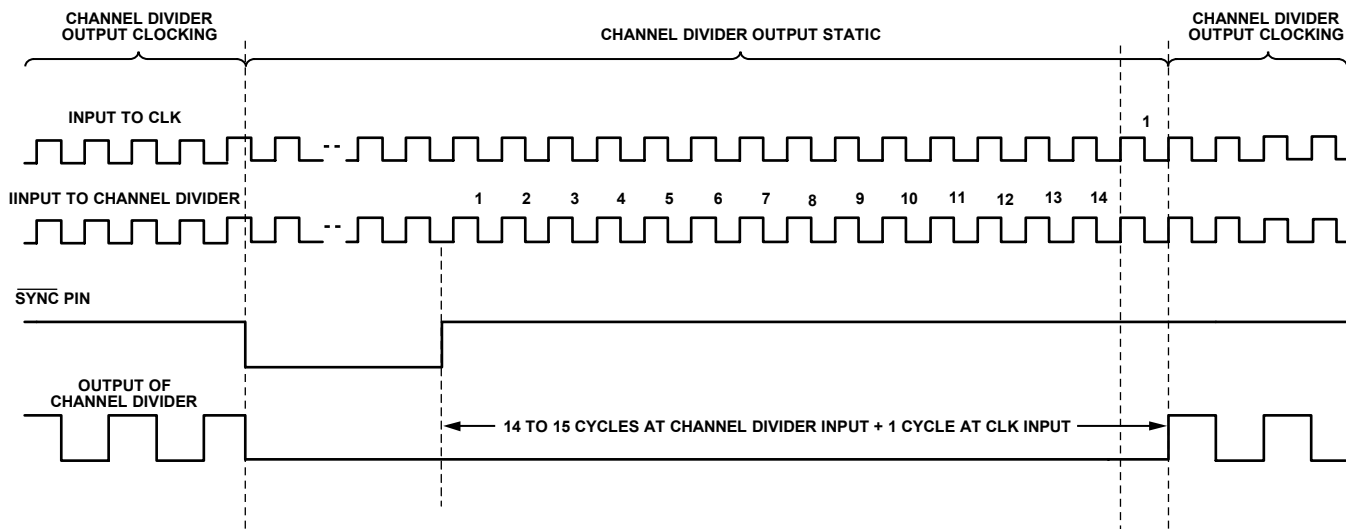 CHANNEL DIVIDER
OUTPUT CLOCKING
CHANNEL DIVIDER OUTPUT STATIC
CHANNEL DIVIDER
OUTPUT CLOCKING
INPUT TO CLK
1
IINPUT TO CHANNEL DIVIDER
1 2 3 4 5 6 7 8 9 10 11 12 13 14
SYNC PIN
OUTPUT OF
CHANNEL DIVIDER
14 TO 15 CYCLES AT CHANNEL DIVIDER INPUT + 1 CYCLE AT CLK INPUT